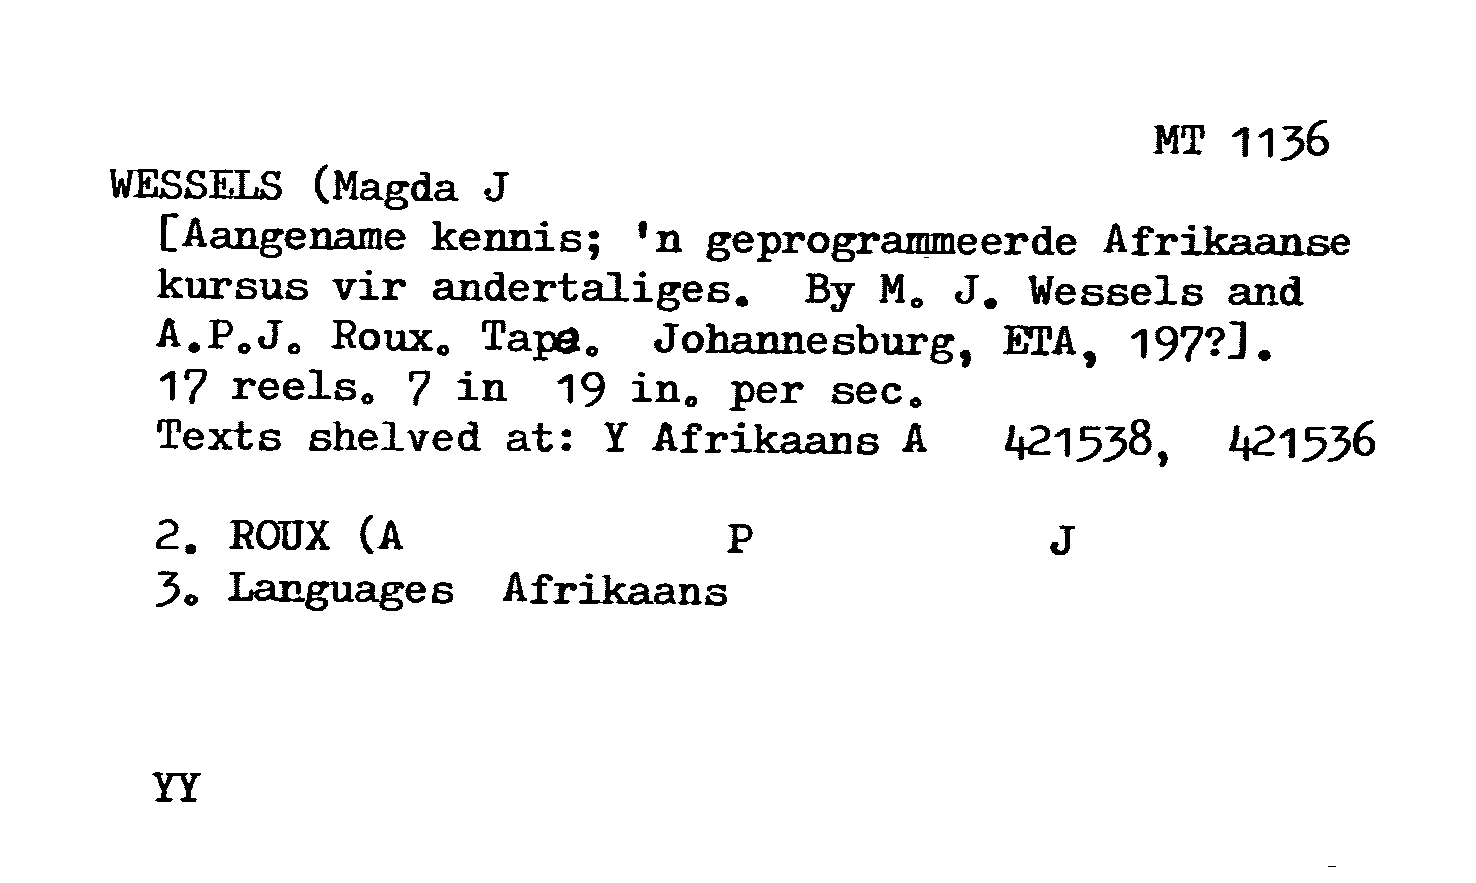 MT 1136
WESSELS (Magda J
[Aangename kennis; 'n geprogrammeerde Afrikaanse
kursus vir andertaliges. By M. J. Wessels and
A.P.J. Roux. Tape. Johannesburg, ETA, 197?].
17 reels. 7 in 19 in. per sec.
Texts shelved at: Y Afrikaans A 421538, 421536
2. ROUX (A P J
3. Languages Afrikaans
YY